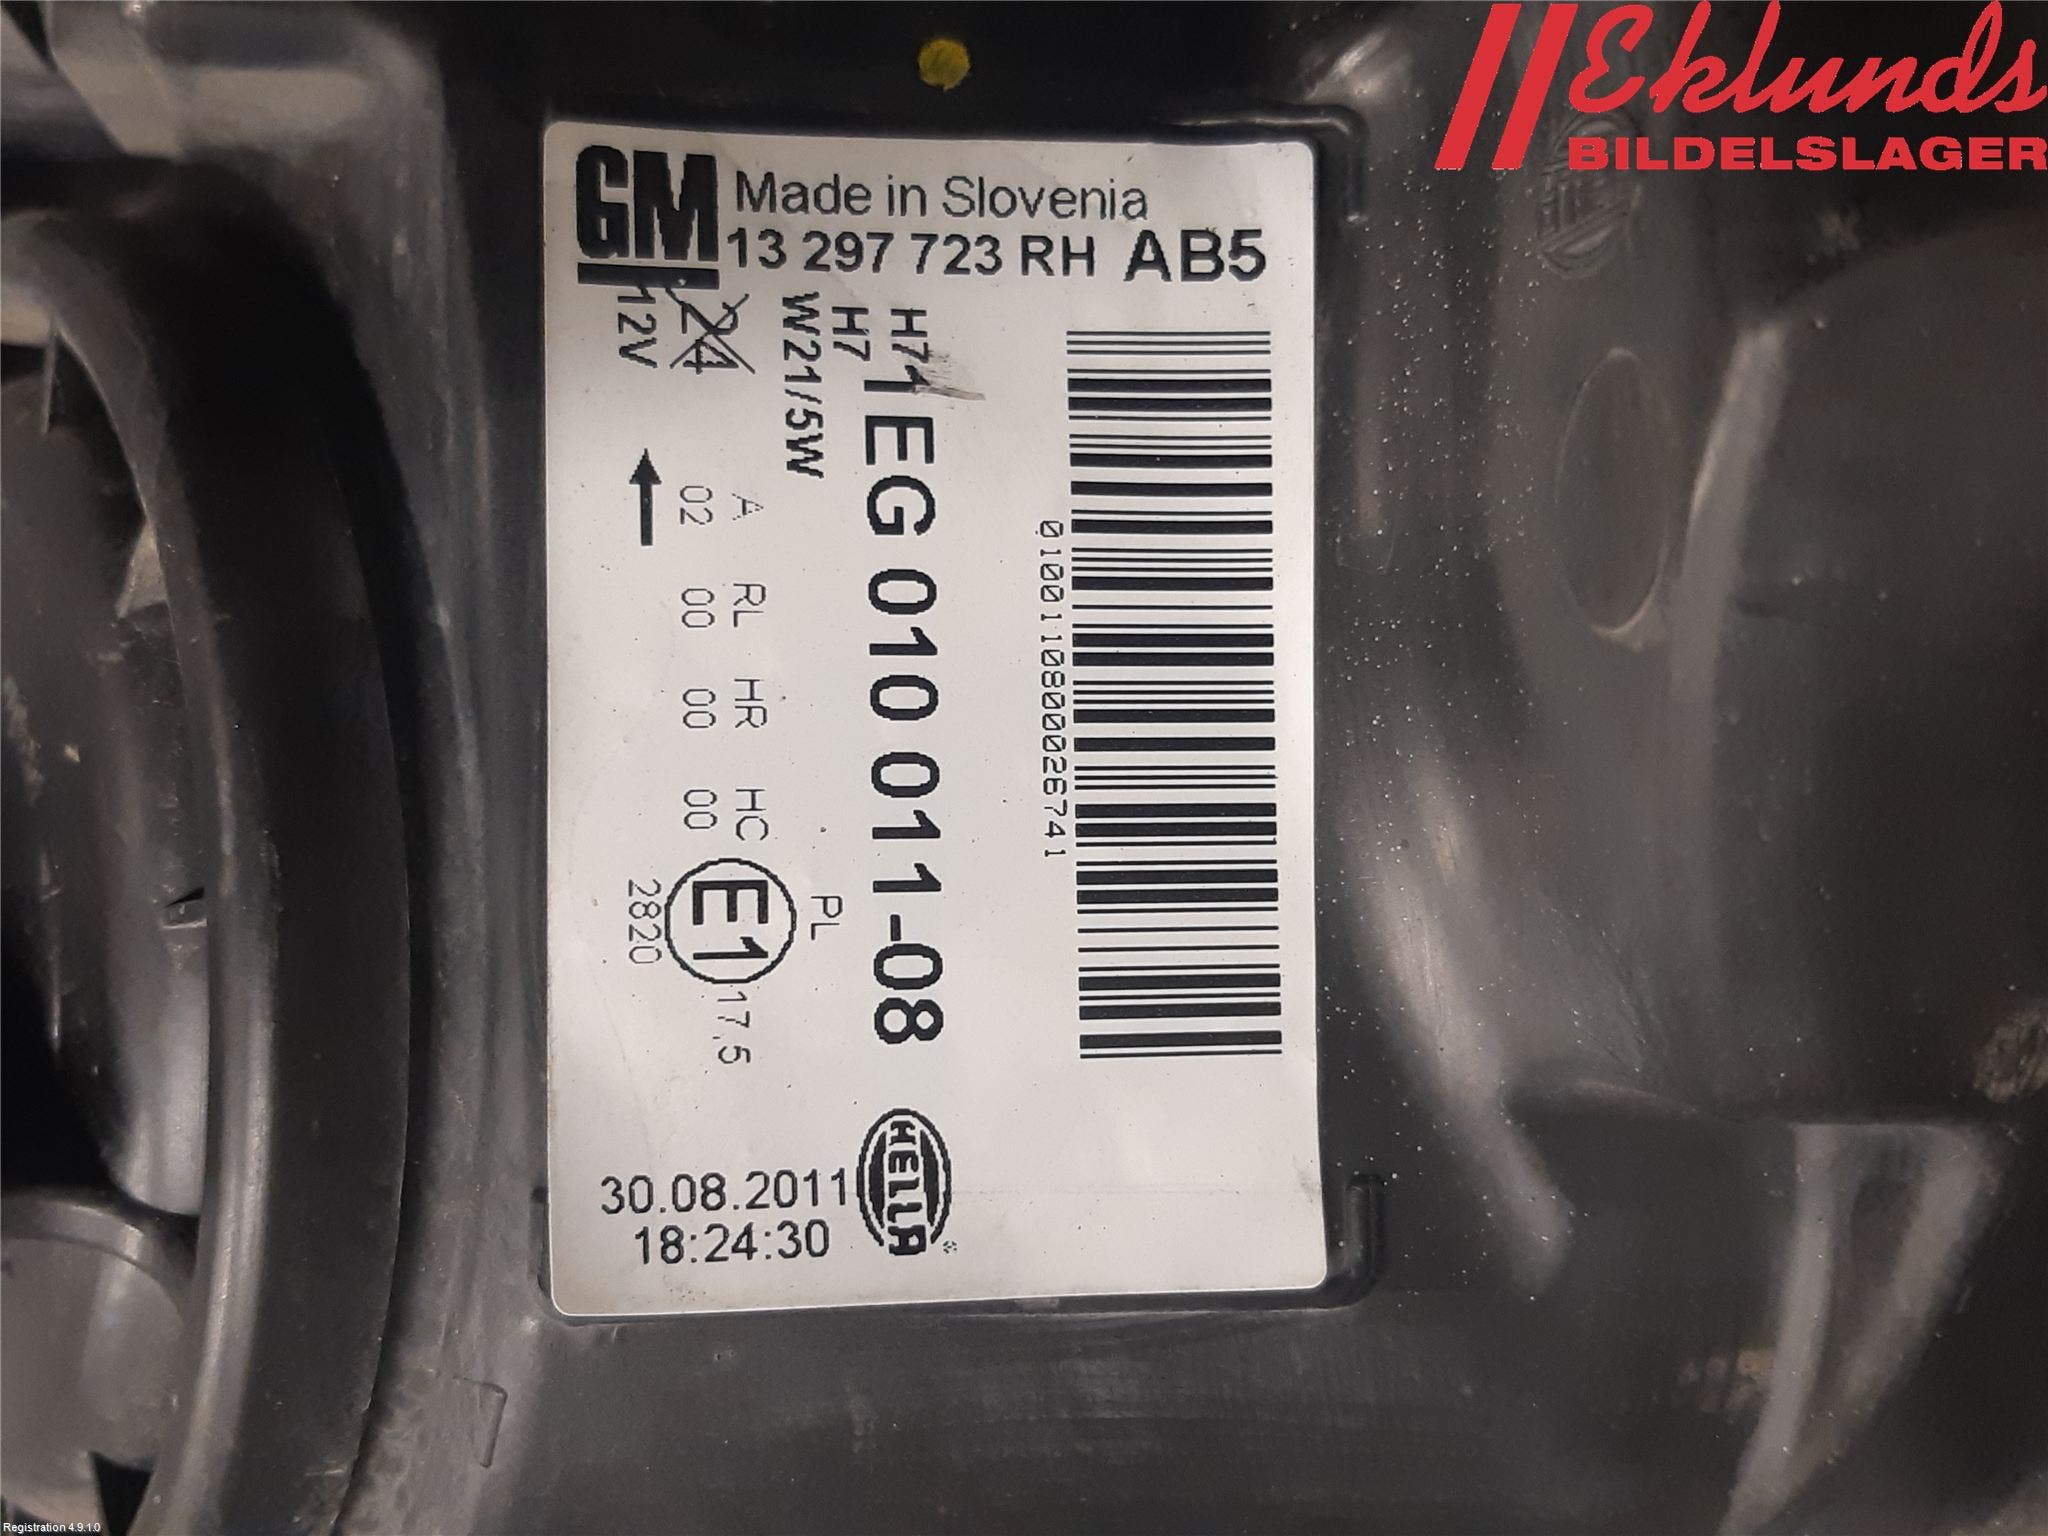 Eklunds
BILDELSLAGER
GM Made in Slovenia
13 297 723 RH AB5
01001108000026741
1EG 010 011-08
H7
H7
W21/5W
24
12V
A RL HR HC PL
02 00 00 00
E1
17.5
2820
HELLA
30.08.2011
18:24:30
Registration 4.9.1.0